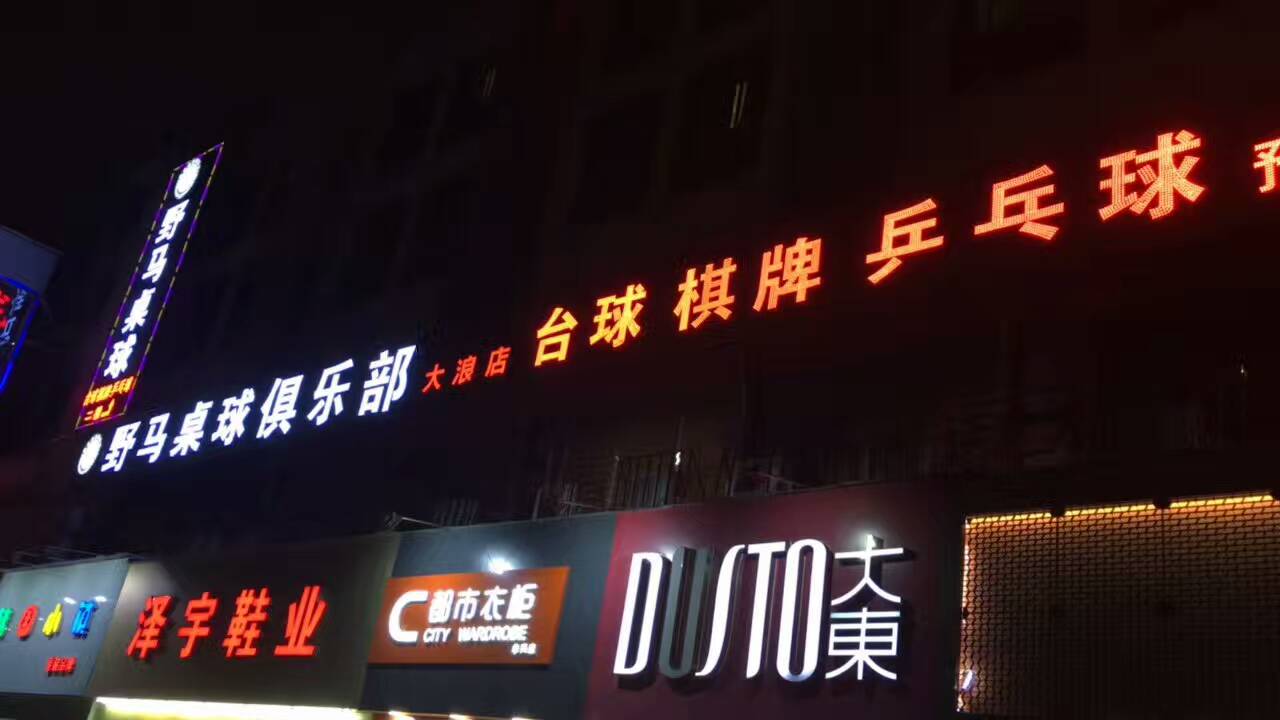 野马桌球
野马桌球俱乐部 大浪店 台球 棋牌 乒乓球 预
泽宇鞋业
都市衣柜
CITY WARDROBE
DUSTO 大東